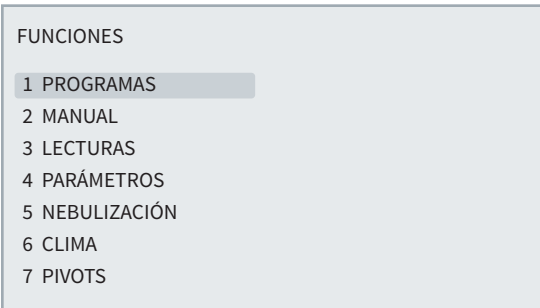 FUNCIONES
1 PROGRAMAS
2 MANUAL
3 LECTURAS
4 PARÁMETROS
5 NEBULIZACIÓN
6 CLIMA
7 PIVOTS